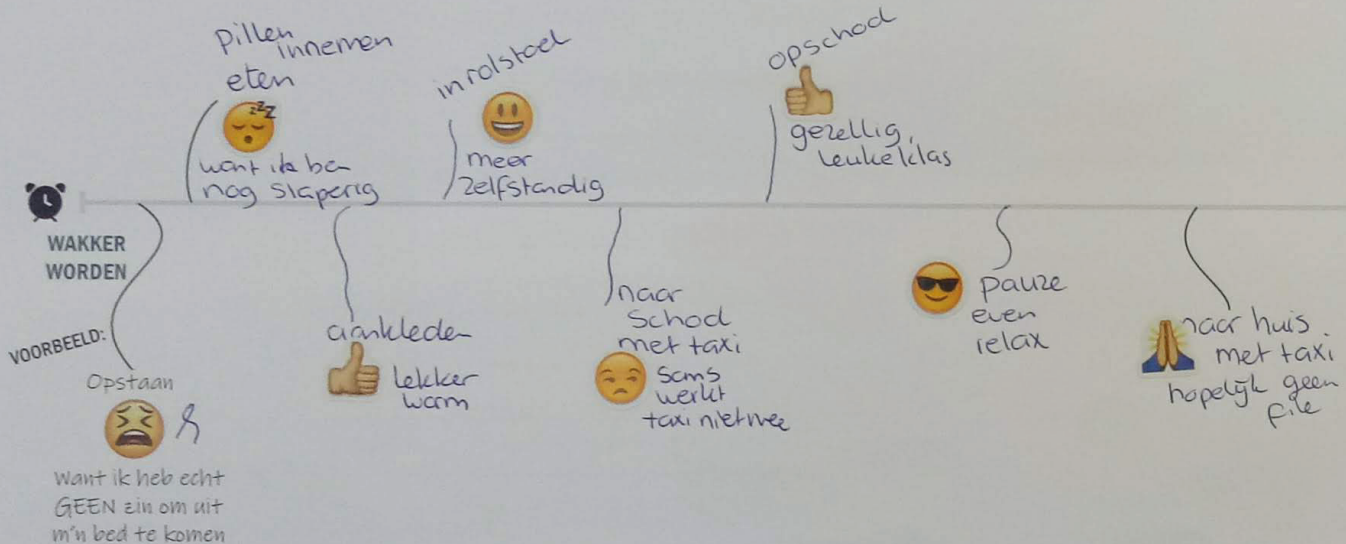 pillen
innemen
eten
want ik ben
nog slaperig
in rolstoel
meer
zelfstandig
op school
gezellig,
leuke klas
WAKKER
WORDEN
VOORBEELD:
Opstaan
Want ik heb echt
GEEN zin om uit
m'n bed te komen
aankleden
lekker
warm
naar
school
met taxi
soms
werkt
taxi niet mee
pauze
even
relax
naar huis
met taxi
hopelijk geen
file